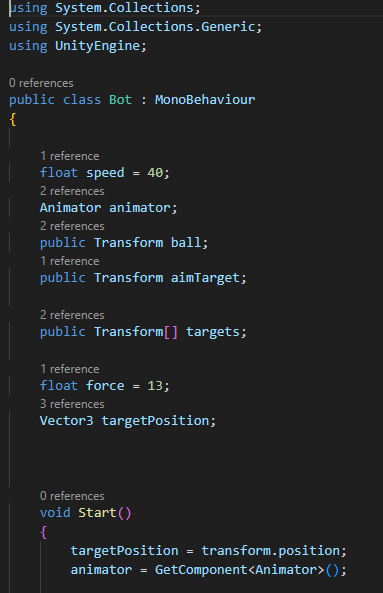 using System.Collections;
using System.Collections.Generic;
using UnityEngine;
0 references
public class Bot : MonoBehaviour
{
1 reference
float speed = 40;
2 references
Animator animator;
2 references
public Transform ball;
1 reference
public Transform aimTarget;
2 references
public Transform[] targets;
1 reference
float force = 13;
3 references
Vector3 targetPosition;
0 references
void Start()
{
targetPosition = transform.position;
animator = GetComponent<Animator>();